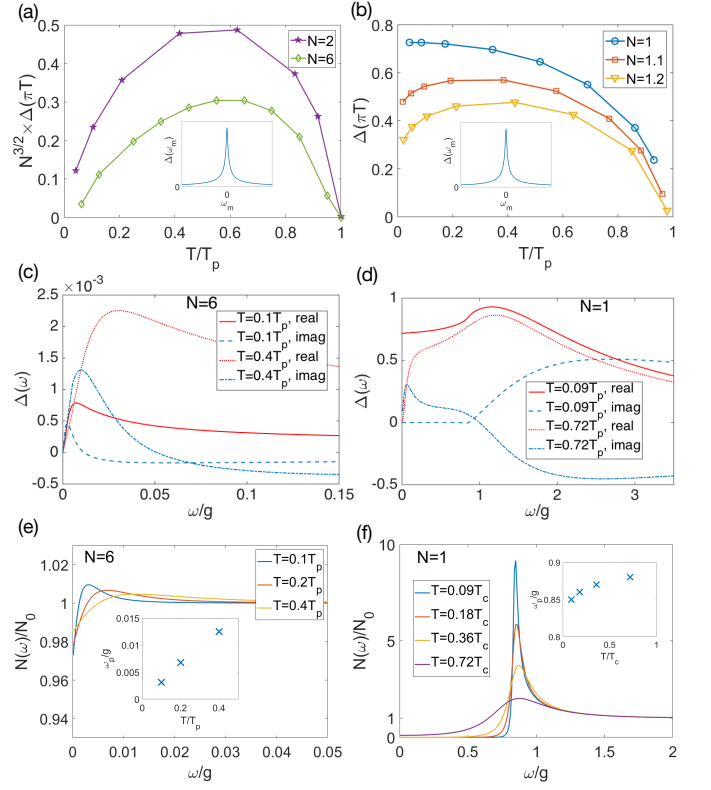 (a)
N^{3/2} × Δ(πT)
0.5
0.4
0.3
0.2
0.1
0
0 0.2 0.4 0.6 0.8 1
T/T_p
N=2
N=6
Δ(ω_m)
0
0
ω_m
(b)
Δ(πT)
0.8
0.6
0.4
0.2
0
0 0.2 0.4 0.6 0.8 1
T/T_p
N=1
N=1.1
N=1.2
Δ(ω_m)
0
0
ω_m
(c)
×10^{-3}
N=6
Δ(ω)
2.5
2
1.5
1
0.5
0
-0.5
0 0.05 0.1 0.15
ω/g
T=0.1T_p, real
T=0.1T_p, imag
T=0.4T_p, real
T=0.4T_p, imag
(d)
N=1
Δ(ω)
1
0.5
0
-0.5
0 1 2 3
ω/g
T=0.09T_p, real
T=0.09T_p, imag
T=0.72T_p, real
T=0.72T_p, imag
(e)
N=6
N(ω)/N_0
1.02
1
0.98
0.96
0.94
0 0.01 0.02 0.03 0.04 0.05
ω/g
T=0.1T_p
T=0.2T_p
T=0.4T_p
ω_p/g
0.015
0.01
0.005
0
0 0.2 0.4
T/T_p
(f)
N=1
N(ω)/N_0
10
5
1
0
0 0.5 1 1.5 2
ω/g
T=0.09T_c
T=0.18T_c
T=0.36T_c
T=0.72T_c
ω_p/g
0.9
0.8
0 0.5 1
T/T_c